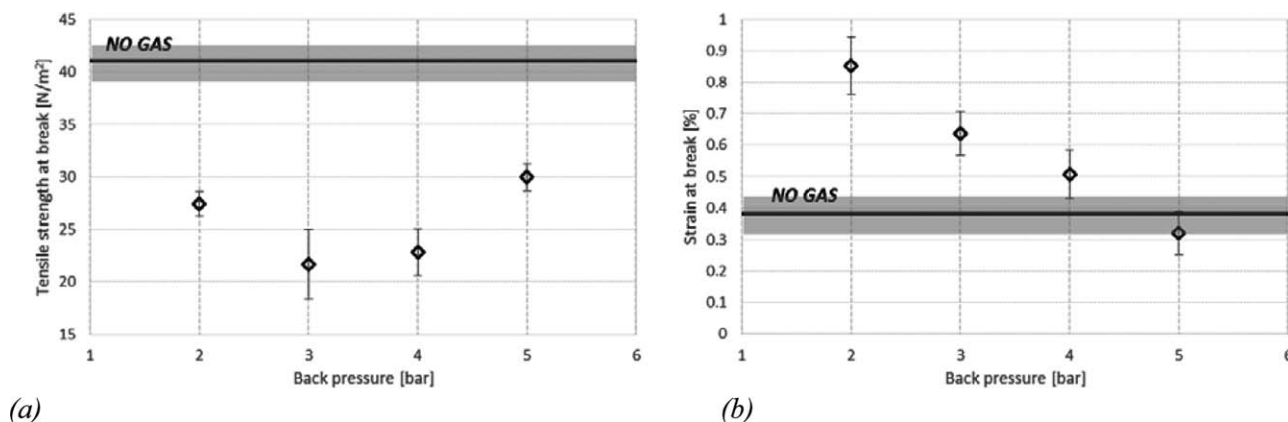 45
40
35
30
25
20
15
Tensile strength at break [N/m²]
NO GAS
1 2 3 4 5 6
Back pressure [bar]
(a)
1
0.9
0.8
0.7
0.6
0.5
0.4
0.3
0.2
0.1
0
Strain at break [%]
NO GAS
1 2 3 4 5 6
Back pressure [bar]
(b)